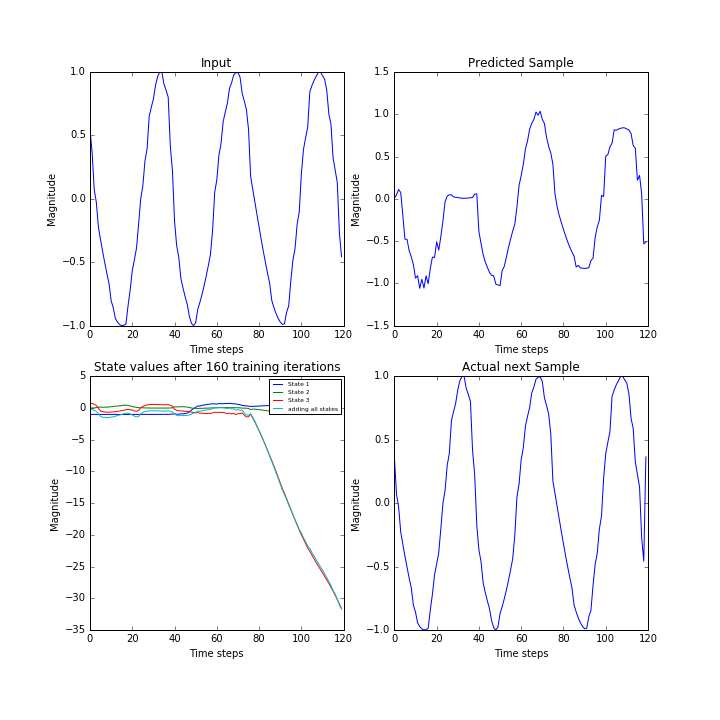 Input
Magnitude
1.0
0.5
0.0
−0.5
−1.0
0 20 40 60 80 100 120
Time steps
Predicted Sample
Magnitude
1.5
1.0
0.5
0.0
−0.5
−1.0
−1.5
0 20 40 60 80 100 120
Time steps
State values after 160 training iterations
Magnitude
5
0
−5
−10
−15
−20
−25
−30
−35
0 20 40 60 80 100 120
Time steps
State 1
State 2
State 3
adding all states
Actual next Sample
Magnitude
1.0
0.5
0.0
−0.5
−1.0
0 20 40 60 80 100 120
Time steps